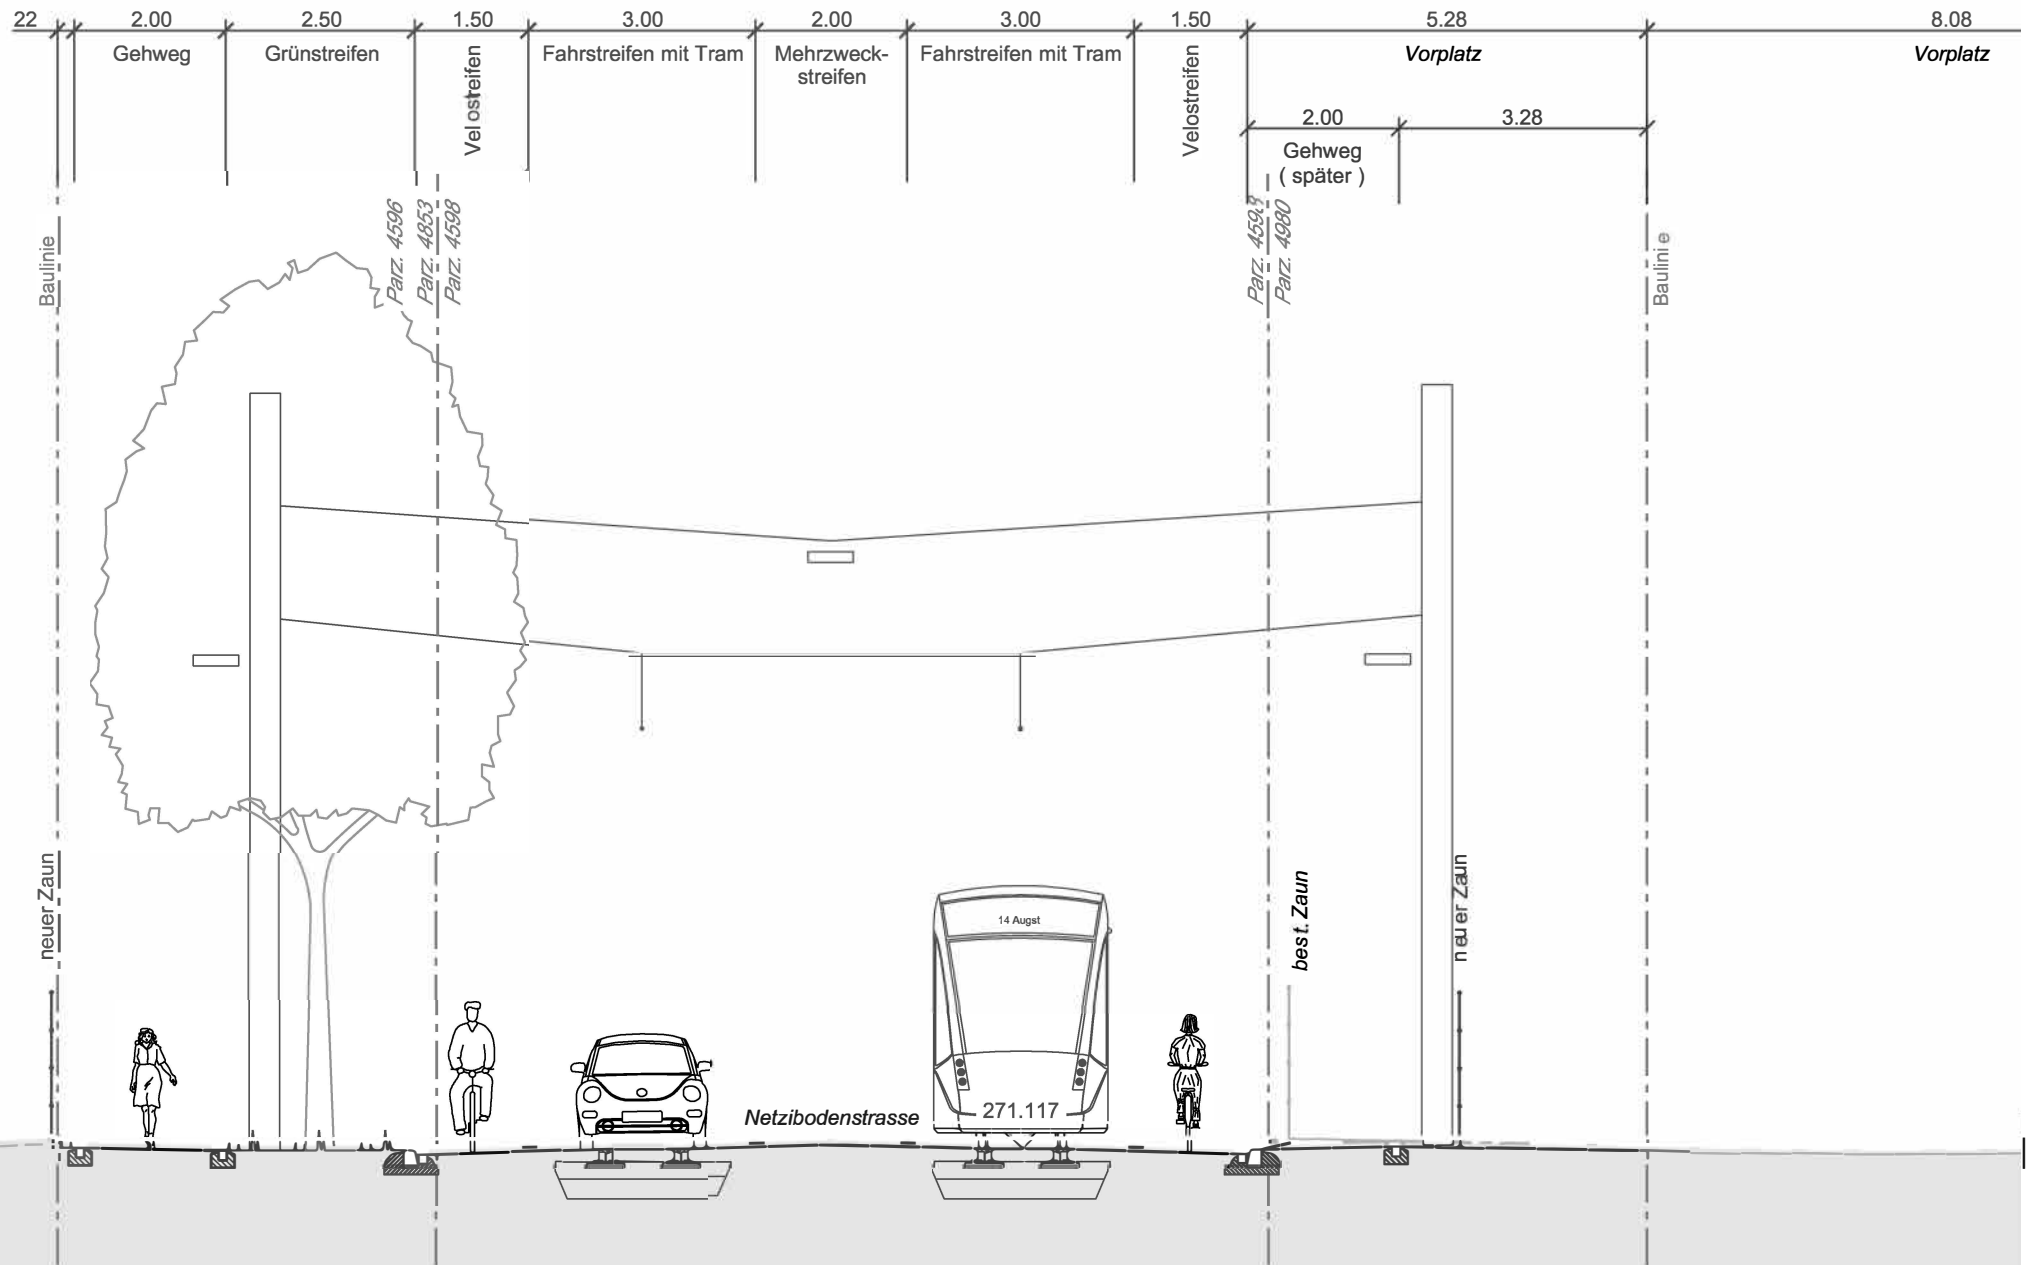 22
2.00
2.50
1.50
3.00
2.00
3.00
1.50
5.28
8.08
Gehweg
Grünstreifen
Velostreifen
Fahrstreifen mit Tram
Mehrzweck-
streifen
Fahrstreifen mit Tram
Velostreifen
Vorplatz
Vorplatz
2.00
3.28
Gehweg
( später )
Baulinie
Parz. 4596
Parz. 4853
Parz. 4598
Parz. 4598
Parz. 4980
Baulinie
neuer Zaun
best. Zaun
neuer Zaun
14 Augst
271.117
Netzibodenstrasse